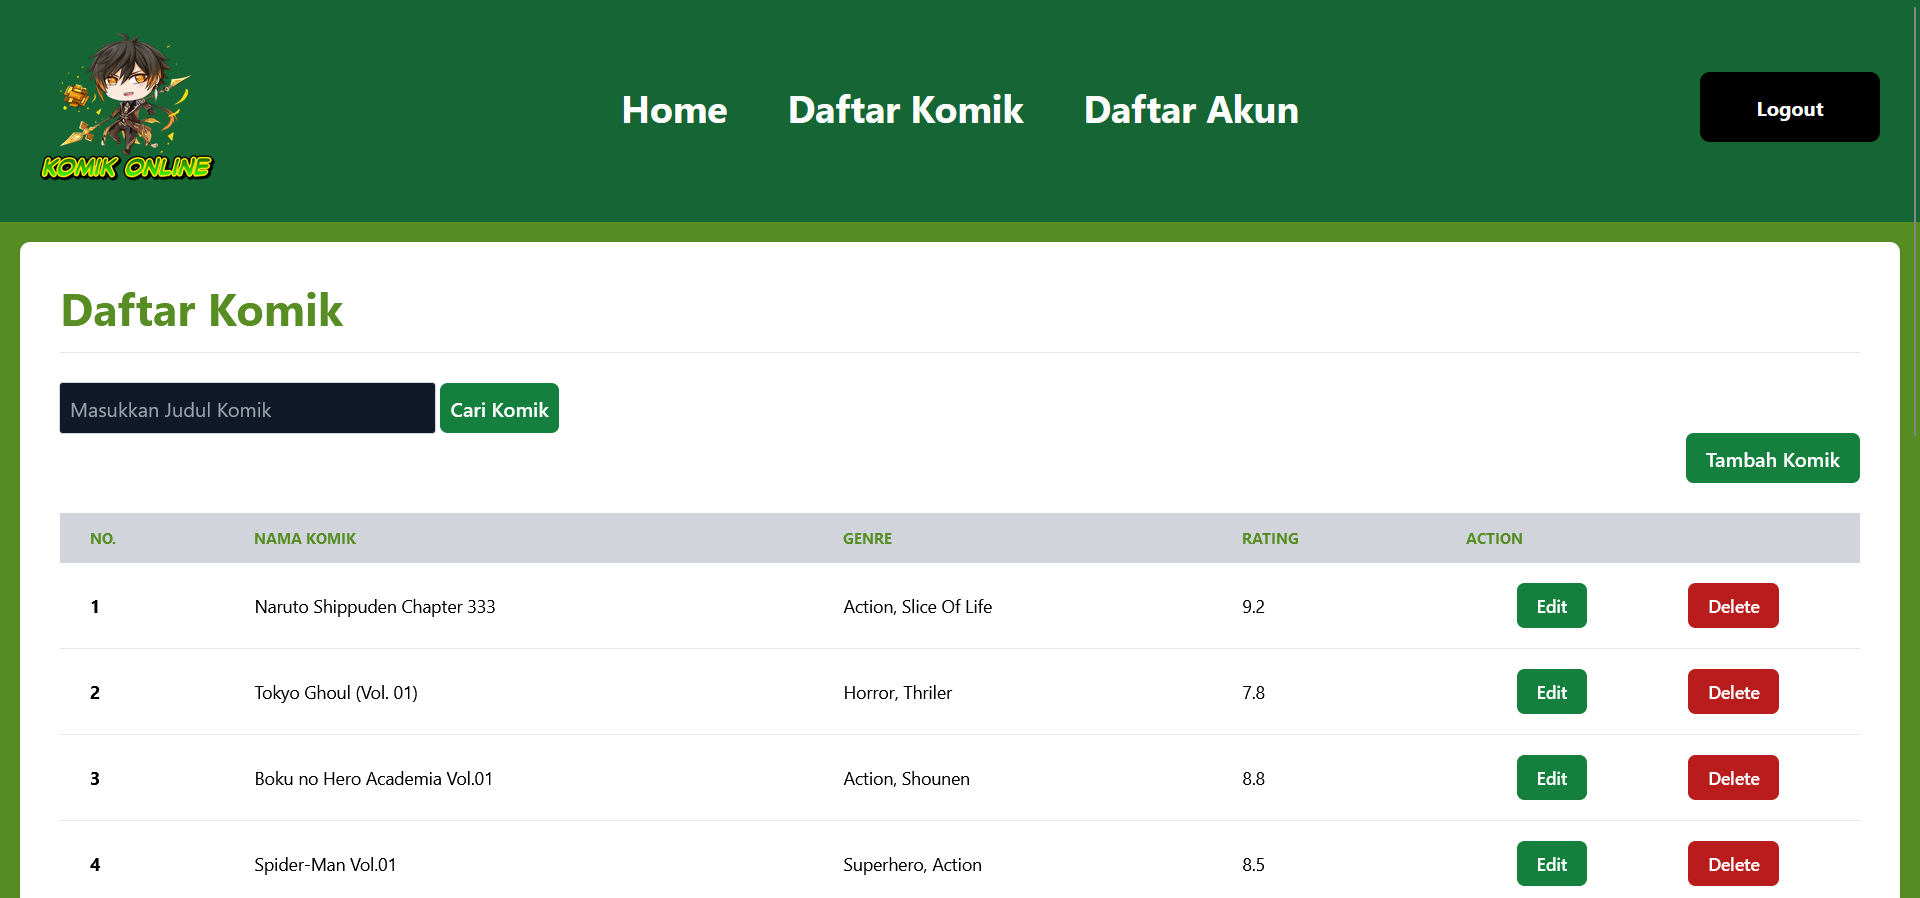 KOMIK ONLINE
Home Daftar Komik Daftar Akun Logout
Daftar Komik
Masukkan Judul Komik Cari Komik
Tambah Komik
NO. NAMA KOMIK GENRE RATING ACTION
1 Naruto Shippuden Chapter 333 Action, Slice Of Life 9.2 Edit Delete
2 Tokyo Ghoul (Vol. 01) Horror, Thriler 7.8 Edit Delete
3 Boku no Hero Academia Vol.01 Action, Shounen 8.8 Edit Delete
4 Spider-Man Vol.01 Superhero, Action 8.5 Edit Delete